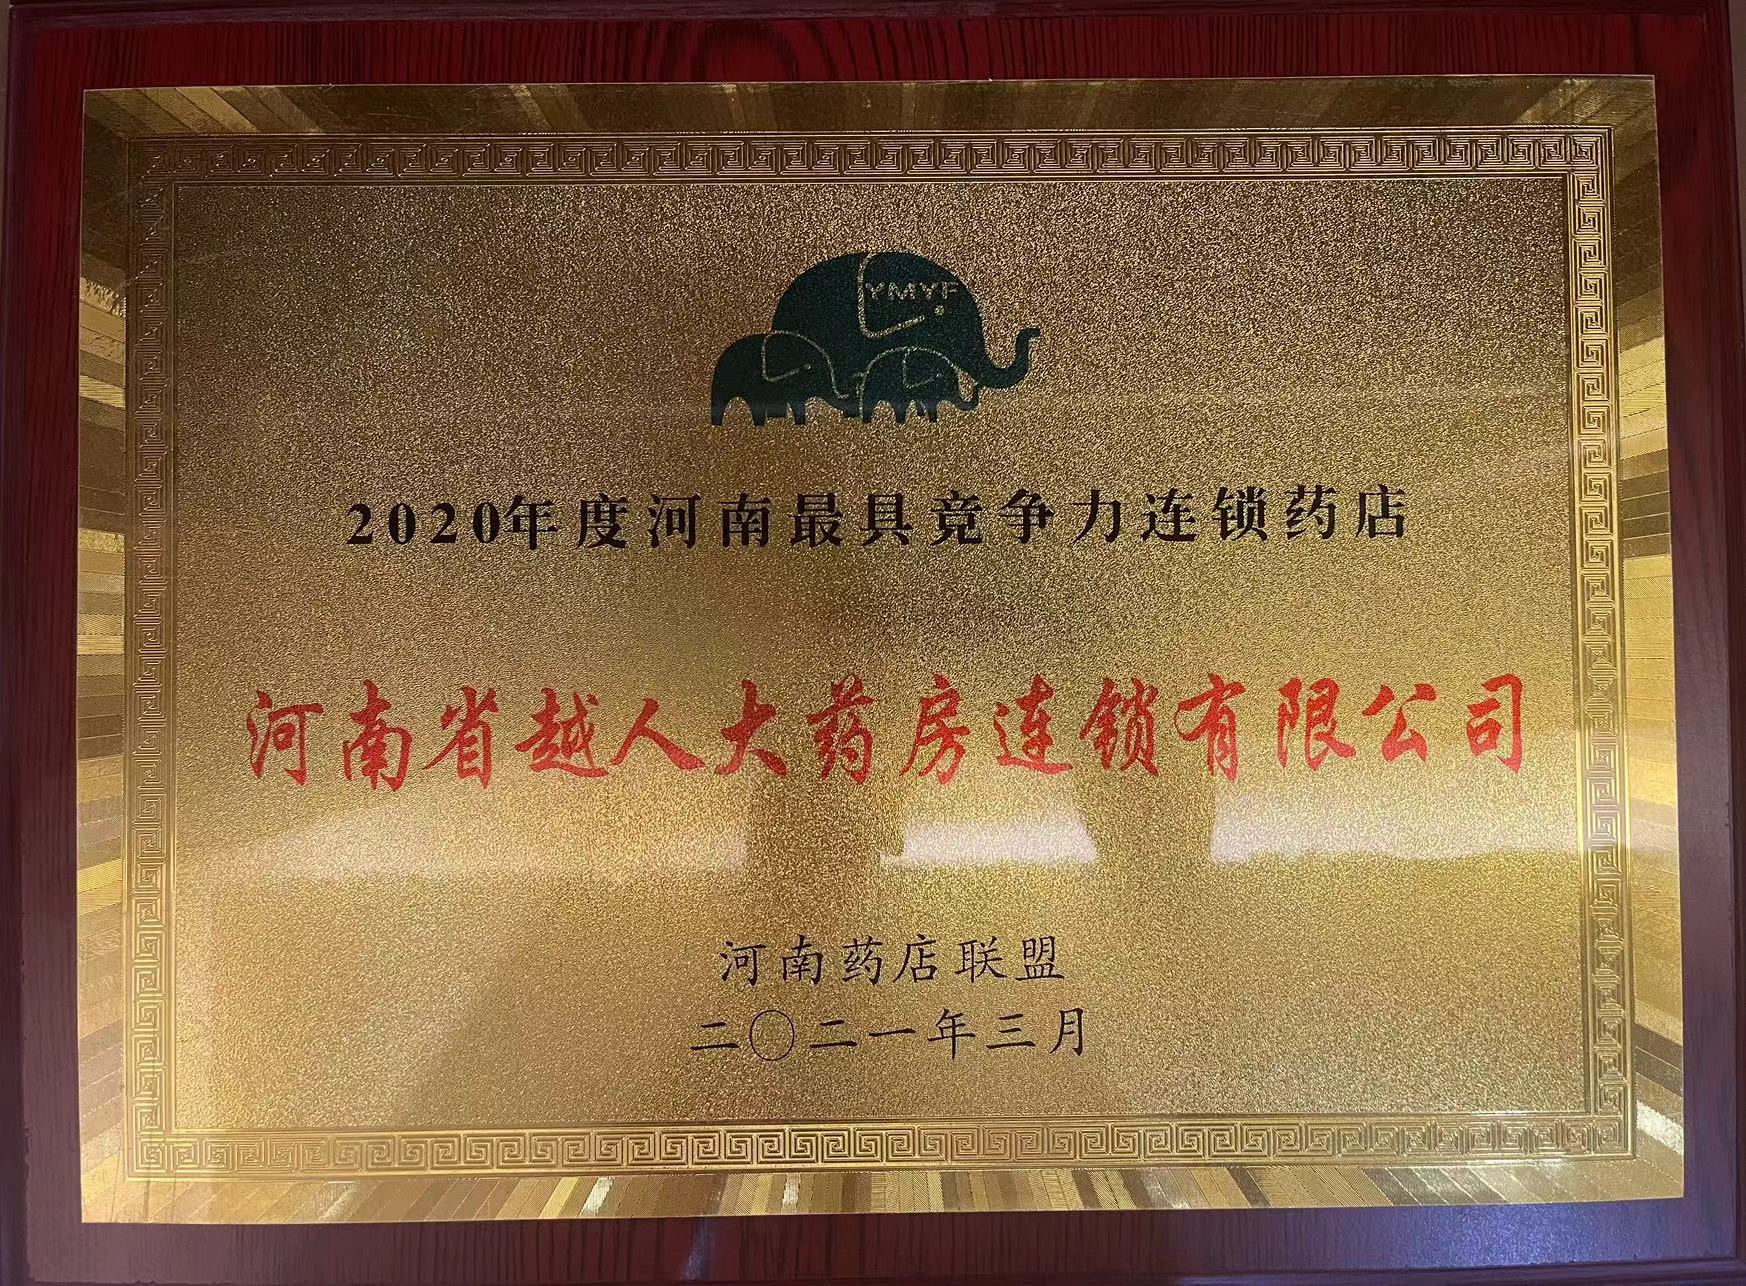 YMYF
2020年度河南最具竞争力连锁药店
河南省越人大药房连锁有限公司
河南药店联盟
二〇二一年三月